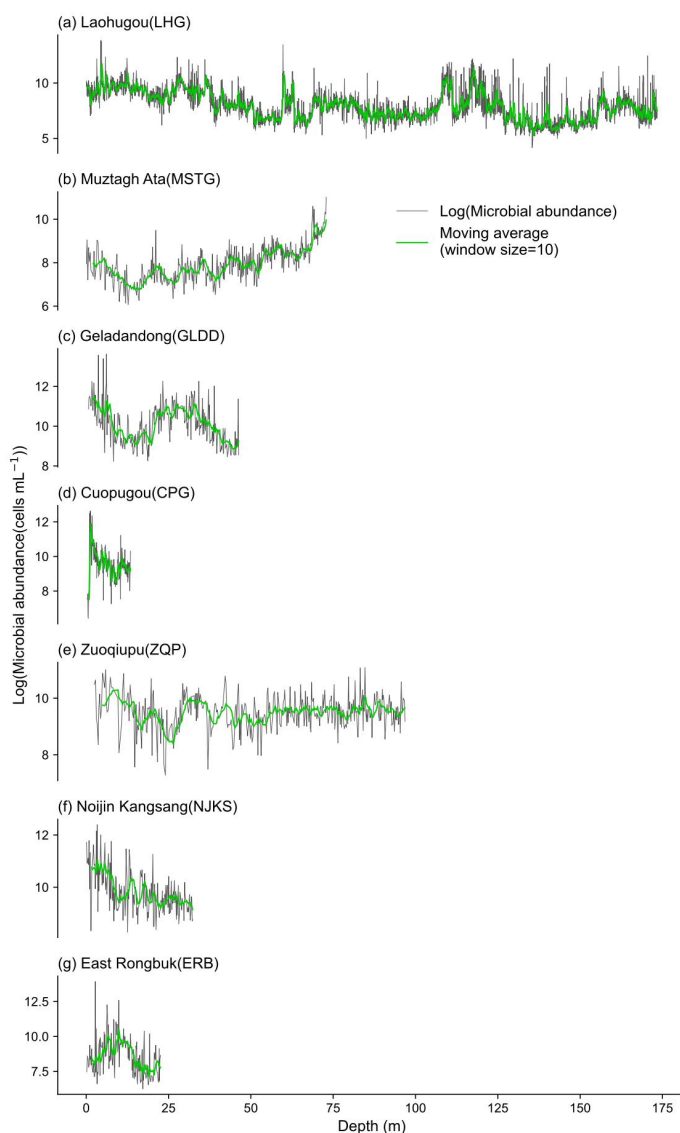 (a) Laohugou(LHG)
10
5
(b) Muztagh Ata(MSTG)
10
8
6
Log(Microbial abundance)
Moving average
(window size=10)
(c) Geladandong(GLDD)
12
10
8
(d) Cuopugou(CPG)
12
10
8
(e) Zuoqiupu(ZQP)
10
8
(f) Noijin Kangsang(NJKS)
12
10
(g) East Rongbuk(ERB)
12.5
10.0
7.5
Log(Microbial abundance(cells mL⁻¹))
0 25 50 75 100 125 150 175
Depth (m)